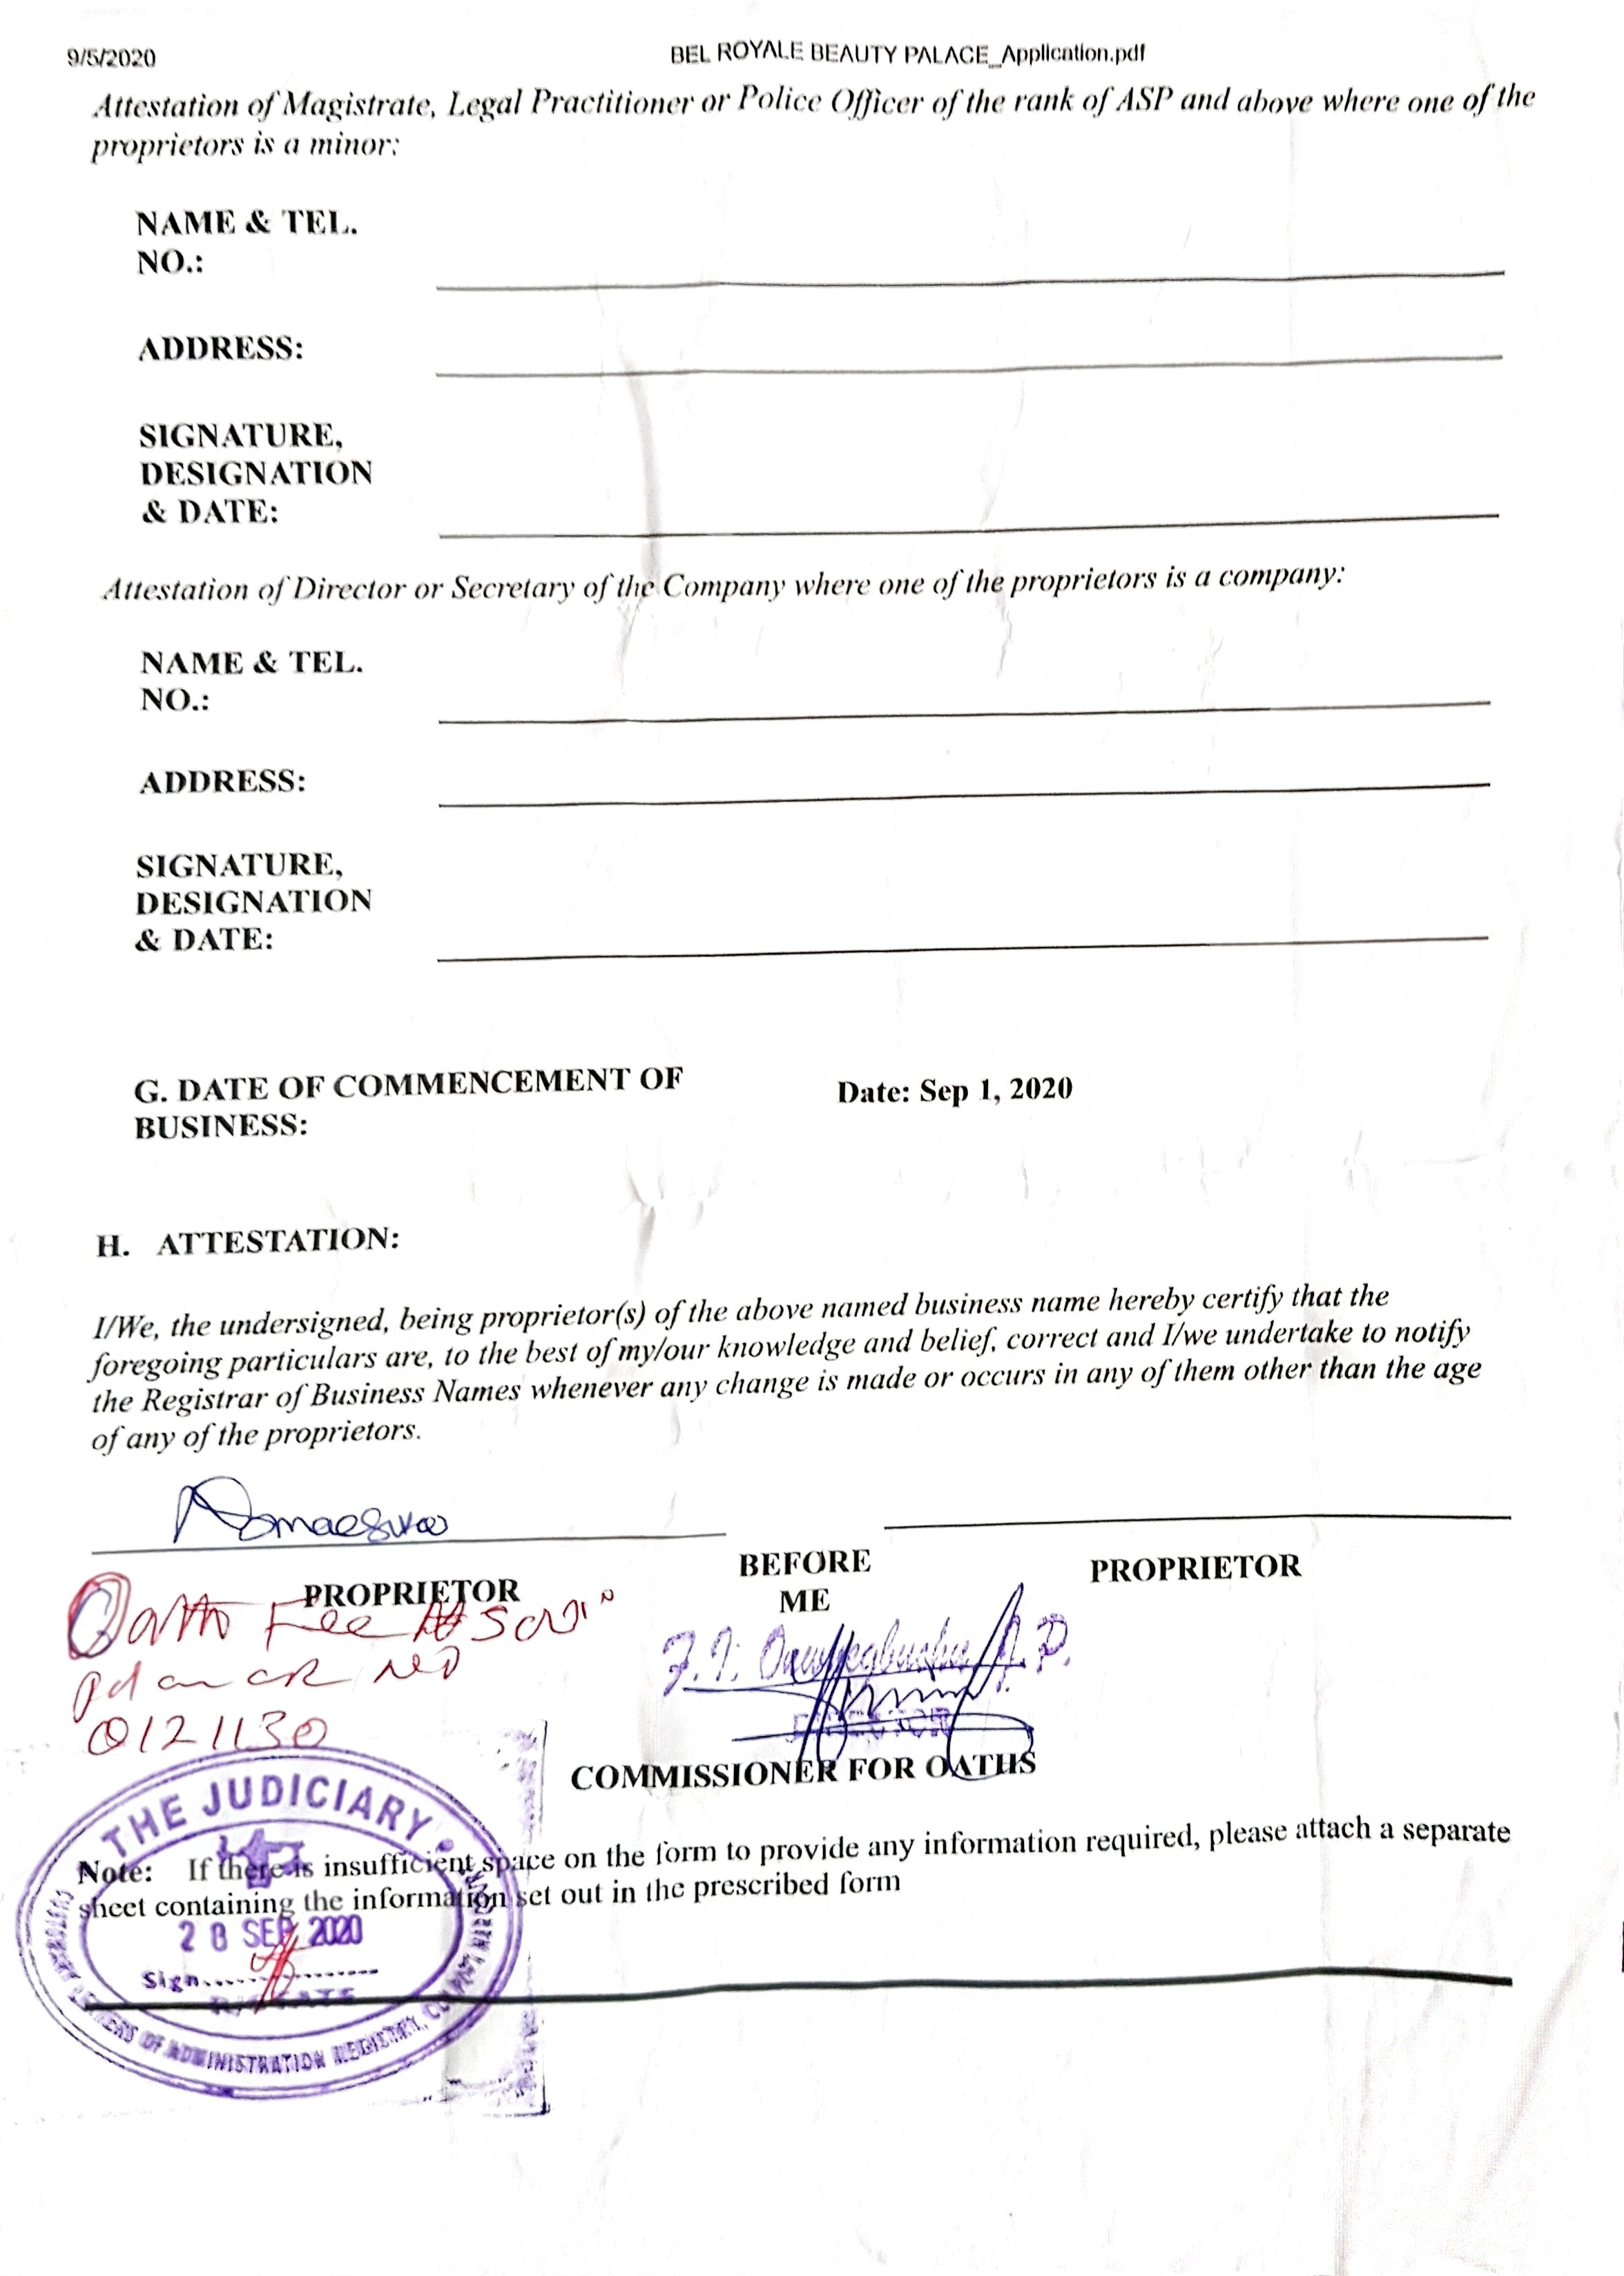 9/5/2020
BEL ROYALE BEAUTY PALACE_Application.pdf
Attestation of Magistrate, Legal Practitioner or Police Officer of the rank of ASP and above where one of the
proprietors is a minor:
NAME & TEL.
NO.:
ADDRESS:
SIGNATURE,
DESIGNATION
& DATE:
Attestation of Director or Secretary of the Company where one of the proprietors is a company:
NAME & TEL.
NO.:
ADDRESS:
SIGNATURE,
DESIGNATION
& DATE:
G. DATE OF COMMENCEMENT OF
BUSINESS:
Date: Sep 1, 2020
H. ATTESTATION:
I/We, the undersigned, being proprietor(s) of the above named business name hereby certify that the
foregoing particulars are, to the best of my/our knowledge and belief, correct and I/we undertake to notify
the Registrar of Business Names whenever any change is made or occurs in any of them other than the age
of any of the proprietors.
PROPRIETOR
BEFORE
ME
PROPRIETOR
Oath Fee
Pd on CR NO
0121130
F. I. J.P.
DIRECTOR
COMMISSIONER FOR OATHS
THE JUDICIARY
Note: If there is insufficient space on the form to provide any information required, please attach a separate
sheet containing the information set out in the prescribed form
28 SEP 2020
Sign
OF ADMINISTRATION REGISTRY,